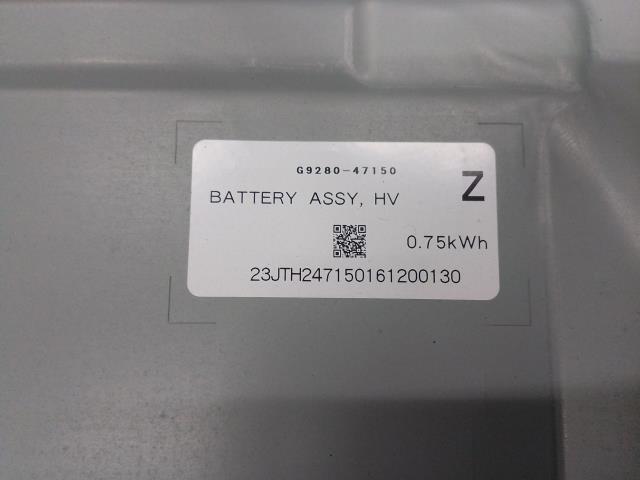 G9280-47150
BATTERY ASSY, HV
Z
0.75kWh
23JTH247150161200130